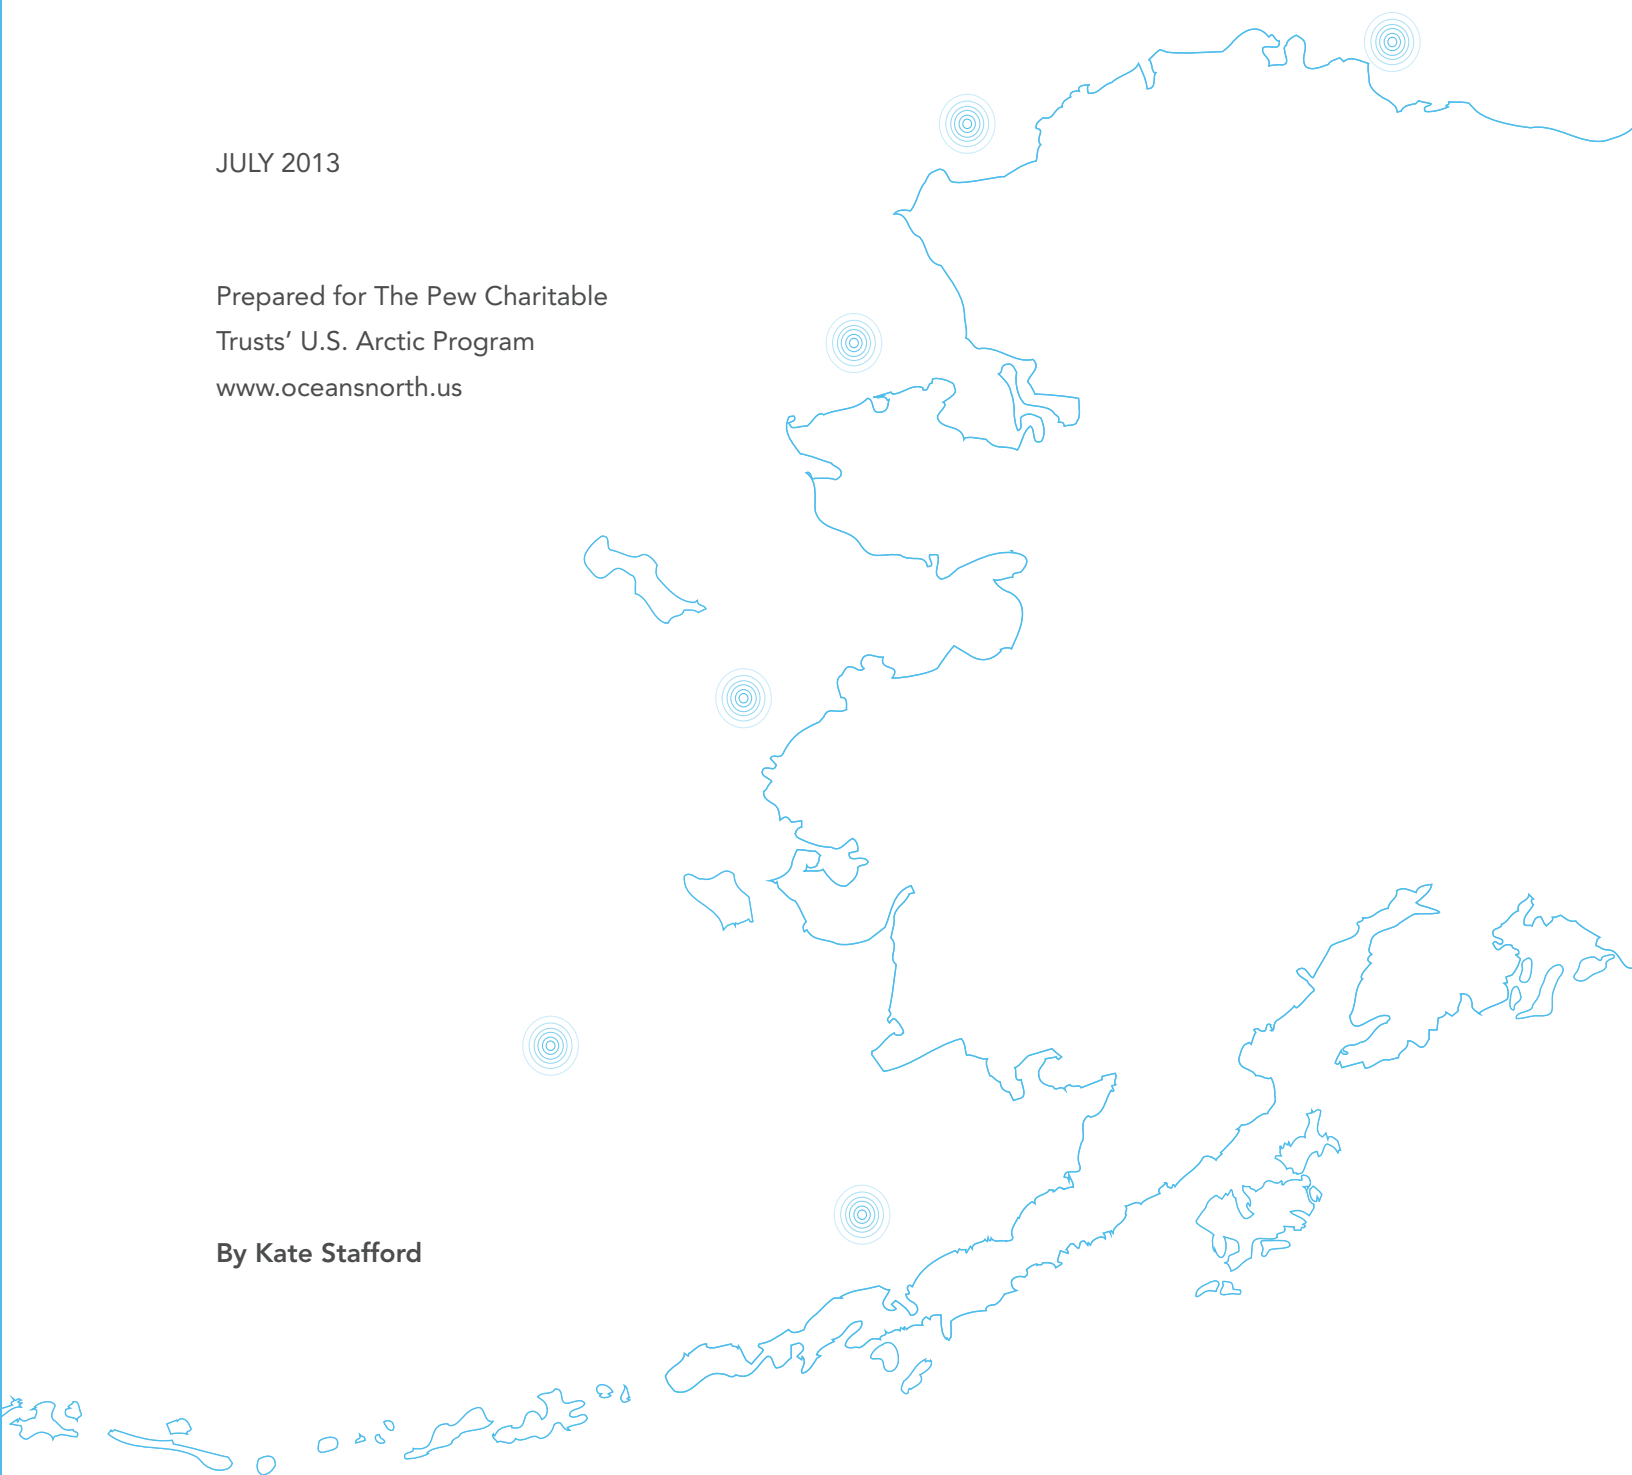 JULY 2013
Prepared for The Pew Charitable
Trusts’ U.S. Arctic Program
www.oceansnorth.us
By Kate Stafford